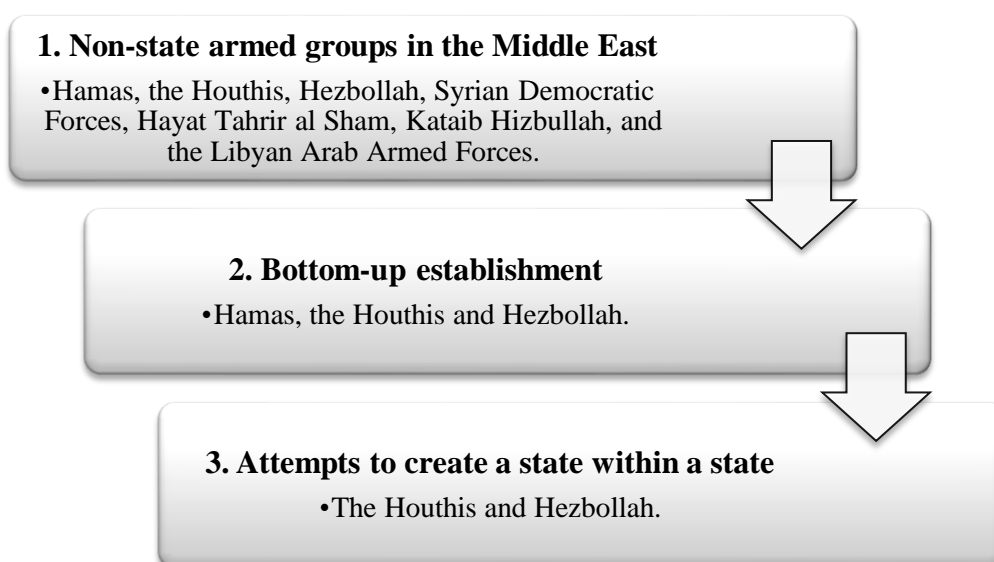 1. Non-state armed groups in the Middle East
•Hamas, the Houthis, Hezbollah, Syrian Democratic
Forces, Hayat Tahrir al Sham, Kataib Hizbullah, and
the Libyan Arab Armed Forces.
2. Bottom-up establishment
•Hamas, the Houthis and Hezbollah.
3. Attempts to create a state within a state
•The Houthis and Hezbollah.